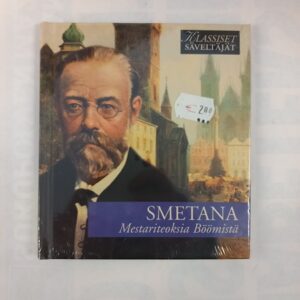 KLASSISET
SÄVELTÄJÄT
SMETANA
Mestariteoksia Böömistä